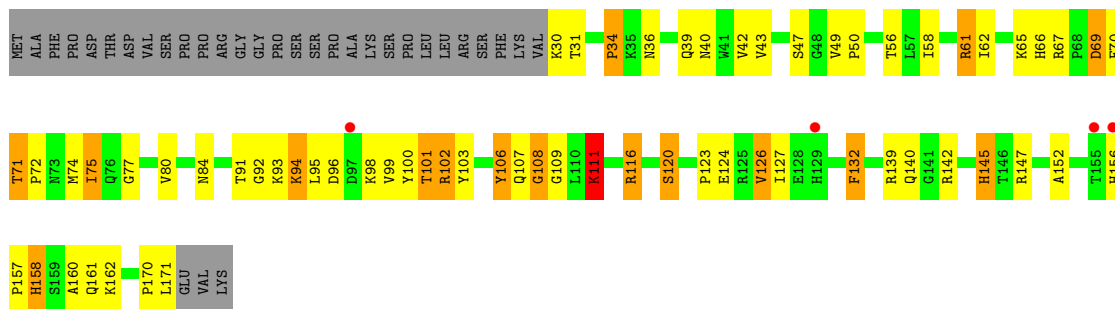 MET ALA PHE PRO ASP THR ASP VAL SER PRO PRO ARG GLY GLY PRO SER SER PRO ALA LYS SER PRO LEU LEU ARG SER PHE LYS VAL K30 T31 P34 K35 N36 Q39 N40 W41 V42 V43 S47 G48 V49 P50 T56 L57 I58 R61 I62 K65 H66 R67 P68 D69
T71 P72 N73 M74 I75 Q76 G77 V80 N84 T91 G92 K93 K94 L95 D96 D97 K98 V99 Y100 T101 R102 Y103 Y106 Q107 G108 G109 L110 K111 R116 S120 P123 E124 R125 V126 I127 E128 H129 F132 R139 Q140 G141 R142 H145 T146 R147 A152 T155 H156
P157 H158 S159 A160 Q161 K162 P170 L171 GLU VAL LYS